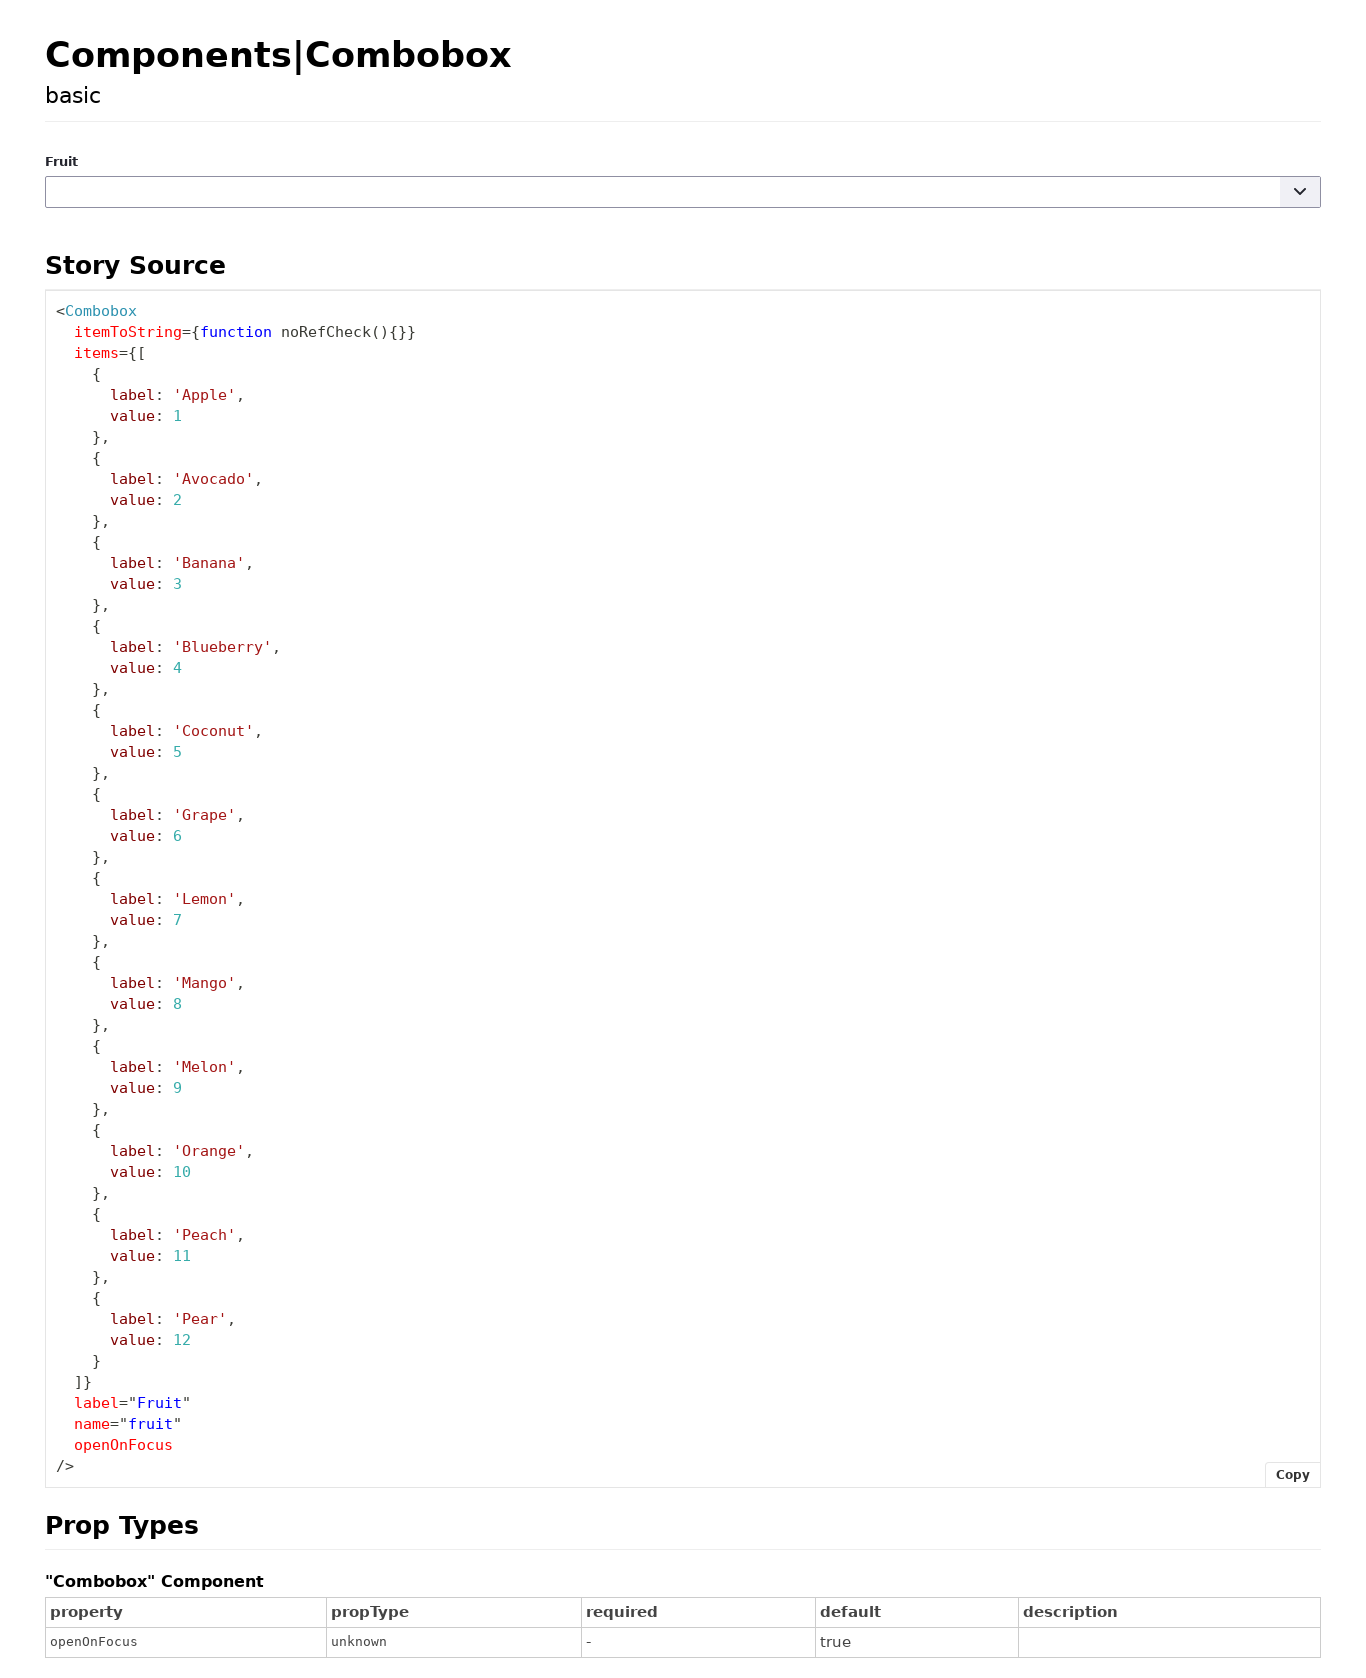 Components|Combobox
basic
Fruit
Story Source
<Combobox
  itemToString={function noRefCheck(){}}
  items={[
    {
      label: 'Apple',
      value: 1
    },
    {
      label: 'Avocado',
      value: 2
    },
    {
      label: 'Banana',
      value: 3
    },
    {
      label: 'Blueberry',
      value: 4
    },
    {
      label: 'Coconut',
      value: 5
    },
    {
      label: 'Grape',
      value: 6
    },
    {
      label: 'Lemon',
      value: 7
    },
    {
      label: 'Mango',
      value: 8
    },
    {
      label: 'Melon',
      value: 9
    },
    {
      label: 'Orange',
      value: 10
    },
    {
      label: 'Peach',
      value: 11
    },
    {
      label: 'Pear',
      value: 12
    }
  ]}
  label="Fruit"
  name="fruit"
  openOnFocus
/>
Copy
Prop Types
"Combobox" Component
property propType required default description
openOnFocus unknown - true